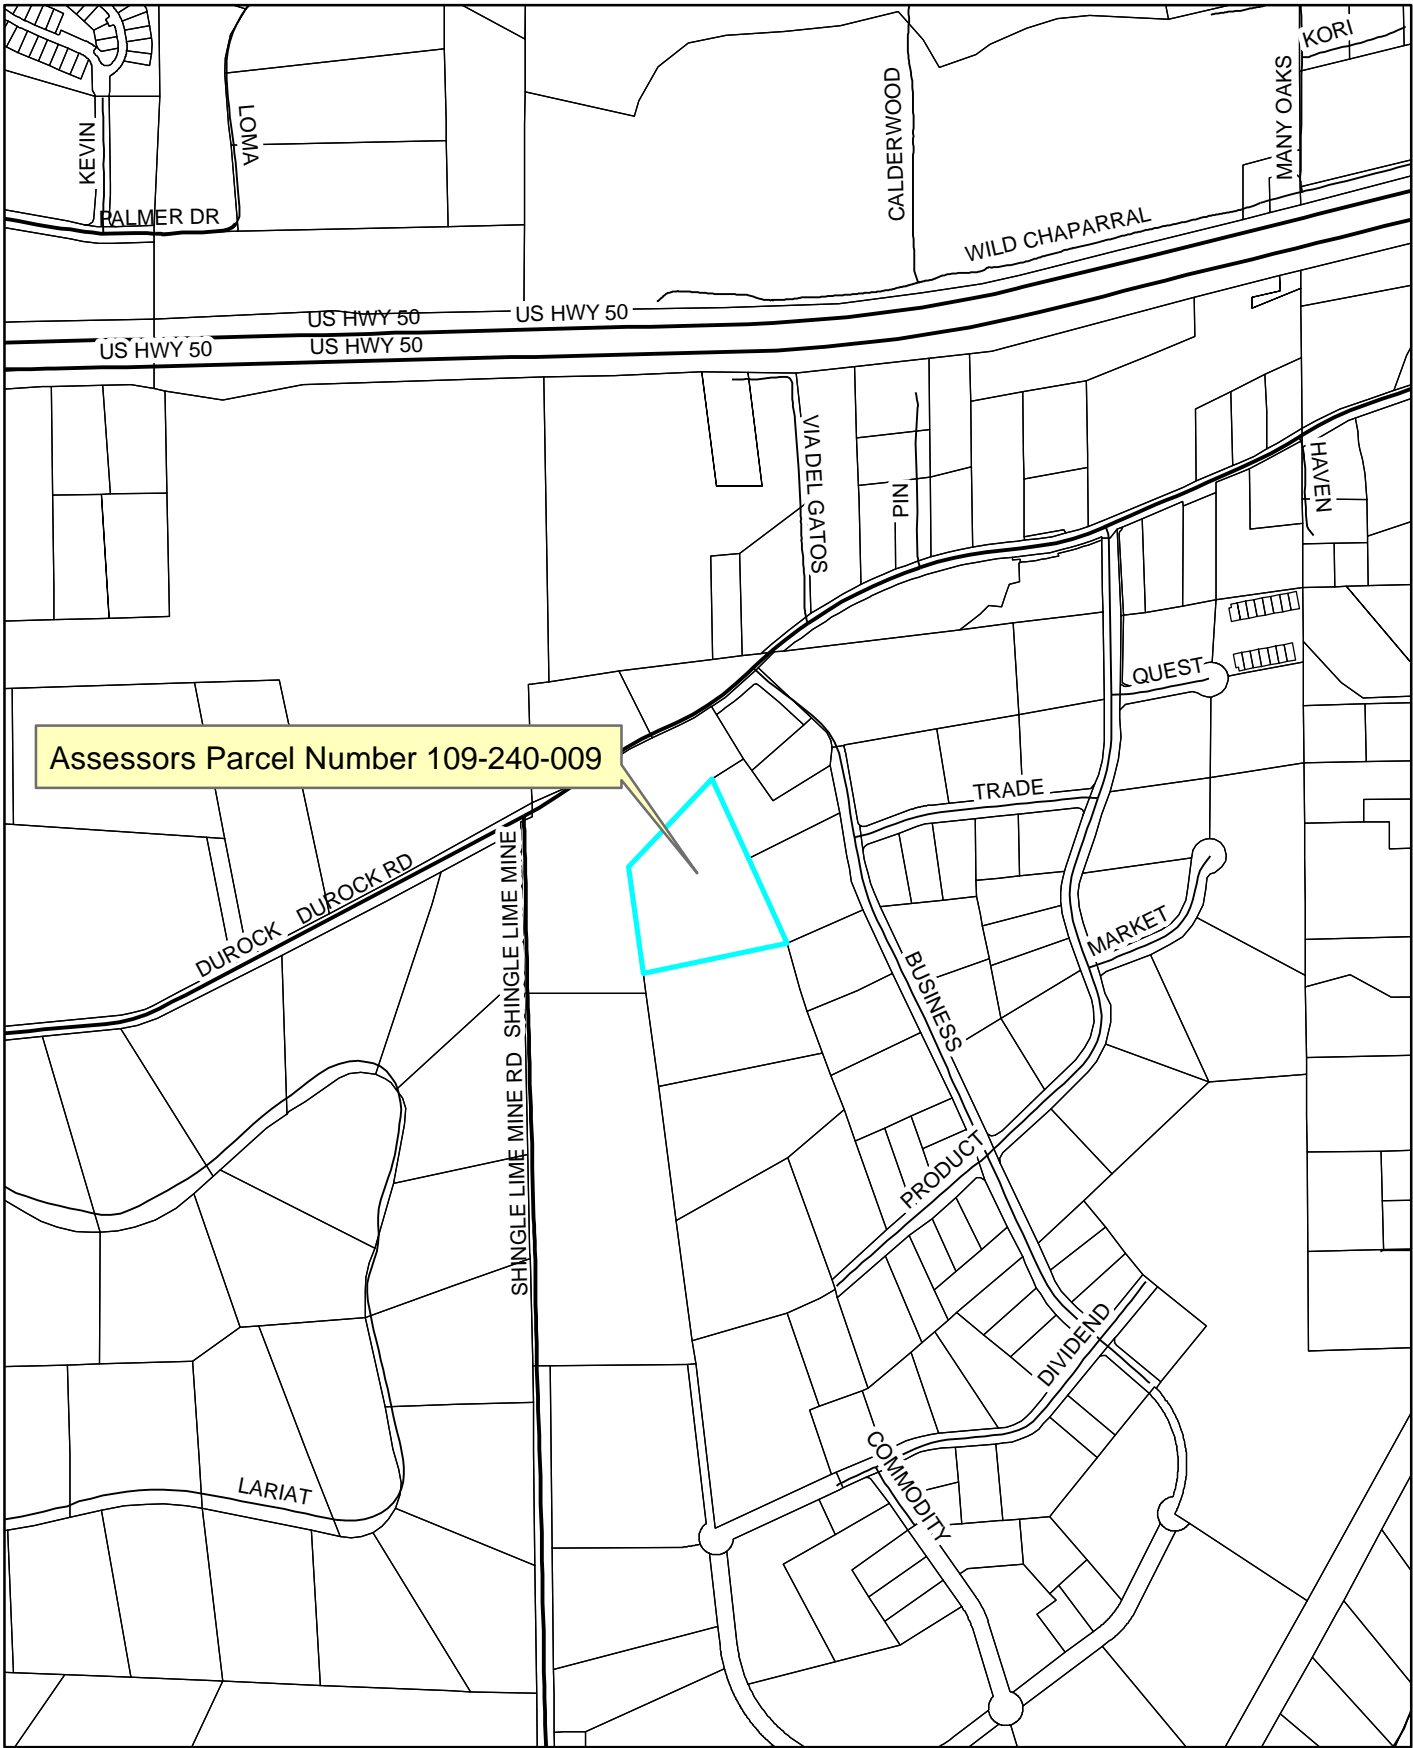 KORI
MANY OAKS
CALDERWOOD
LOMA
KEVIN
PALMER DR
WILD CHAPARRAL
US HWY 50
US HWY 50
US HWY 50
US HWY 50
VIA DEL GATOS
PIN
HAVEN
QUEST
Assessors Parcel Number 109-240-009
TRADE
DUROCK RD
DUROCK
SHINGLE LIME MINE
MARKET
BUSINESS
SHINGLE LIME MINE RD
PRODUCT
DIVIDEND
COMMODITY
LARIAT